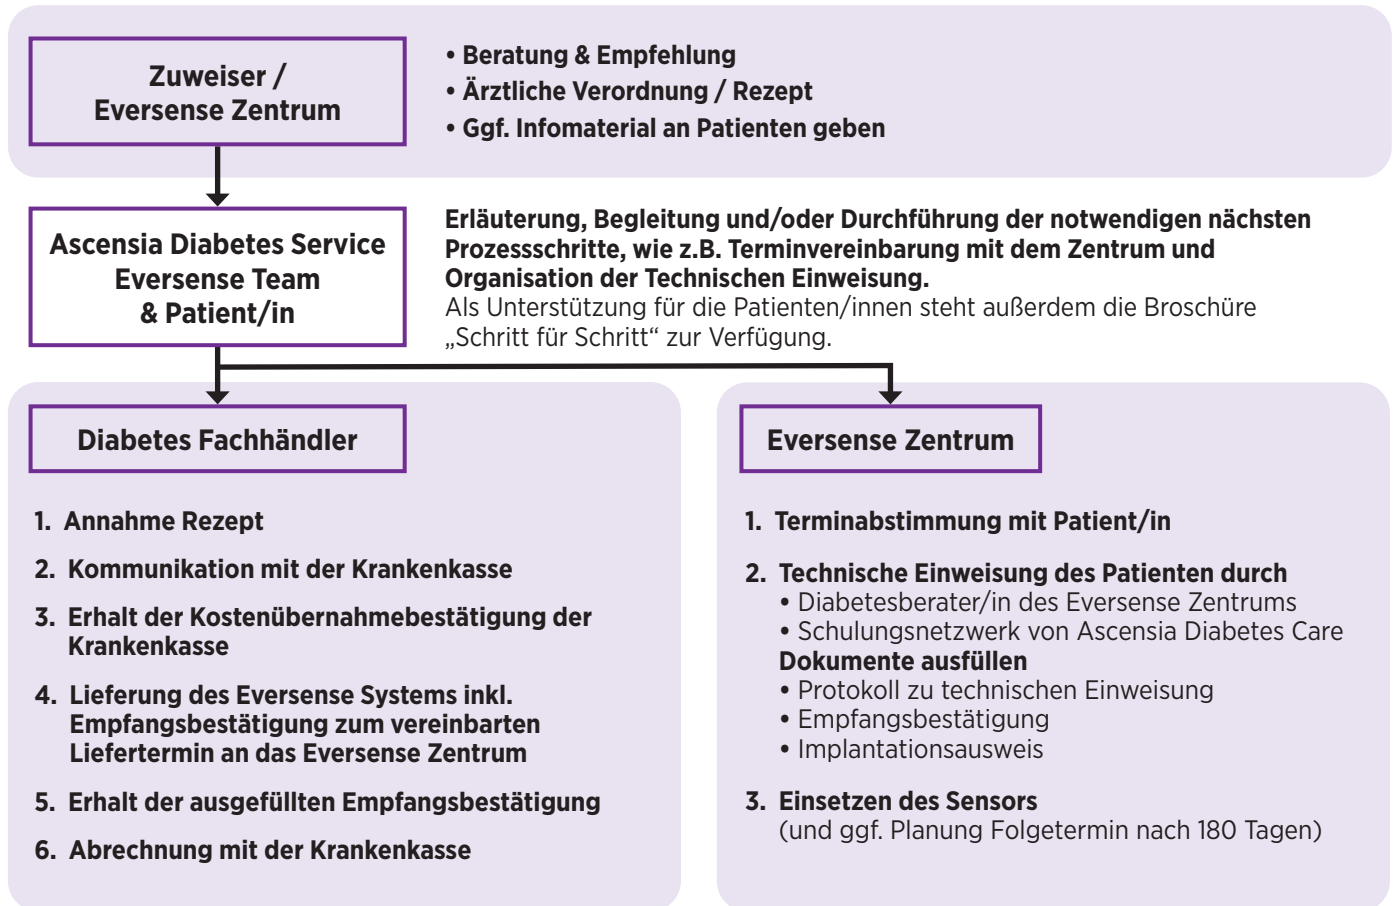 Zuweiser /
Eversense Zentrum
• Beratung & Empfehlung
• Ärztliche Verordnung / Rezept
• Ggf. Infomaterial an Patienten geben
Ascensia Diabetes Service
Eversense Team
& Patient/in
Erläuterung, Begleitung und/oder Durchführung der notwendigen nächsten
Prozessschritte, wie z.B. Terminvereinbarung mit dem Zentrum und
Organisation der Technischen Einweisung.
Als Unterstützung für die Patienten/innen steht außerdem die Broschüre
„Schritt für Schritt“ zur Verfügung.
Diabetes Fachhändler
1. Annahme Rezept
2. Kommunikation mit der Krankenkasse
3. Erhalt der Kostenübernahmebestätigung der
Krankenkasse
4. Lieferung des Eversense Systems inkl.
Empfangsbestätigung zum vereinbarten
Liefertermin an das Eversense Zentrum
5. Erhalt der ausgefüllten Empfangsbestätigung
6. Abrechnung mit der Krankenkasse
Eversense Zentrum
1. Terminabstimmung mit Patient/in
2. Technische Einweisung des Patienten durch
• Diabetesberater/in des Eversense Zentrums
• Schulungsnetzwerk von Ascensia Diabetes Care
Dokumente ausfüllen
• Protokoll zu technischen Einweisung
• Empfangsbestätigung
• Implantationsausweis
3. Einsetzen des Sensors
(und ggf. Planung Folgetermin nach 180 Tagen)